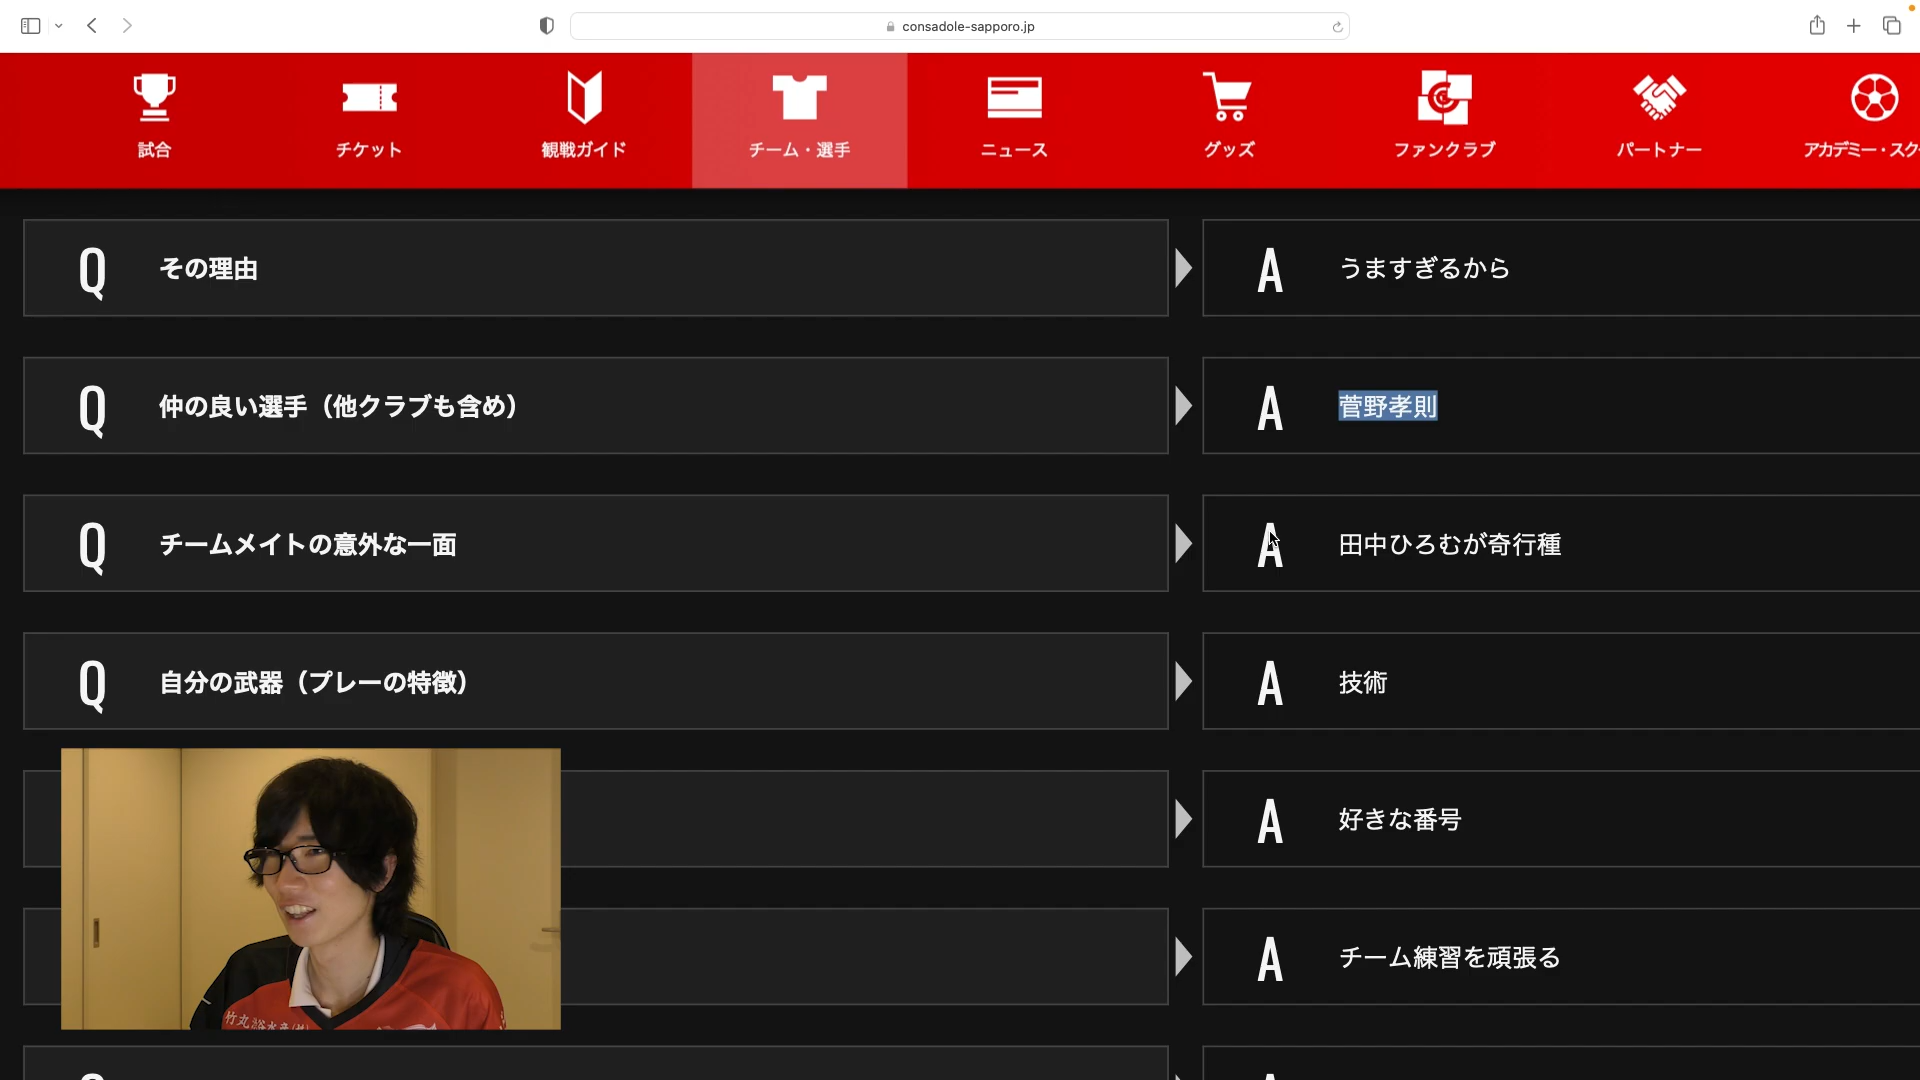 consadole-sapporo.jp
試合
チケット
観戦ガイド
チーム・選手
ニュース
グッズ
ファンクラブ
パートナー
アカデミー・スク
Q その理由
A うますぎるから
Q 仲の良い選手（他クラブも含め）
A 菅野孝則
Q チームメイトの意外な一面
A 田中ひろむが奇行種
Q 自分の武器（プレーの特徴）
A 技術
A 好きな番号
A チーム練習を頑張る